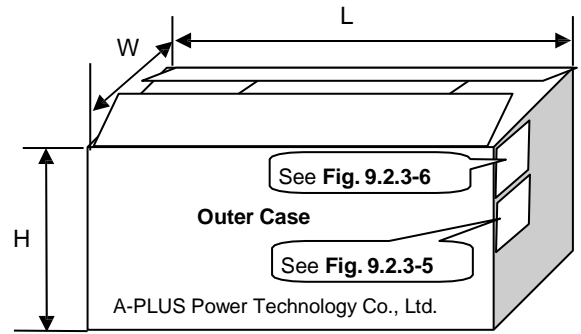 L
W
See Fig. 9.2.3-6
Outer Case
H
See Fig. 9.2.3-5
A-PLUS Power Technology Co., Ltd.